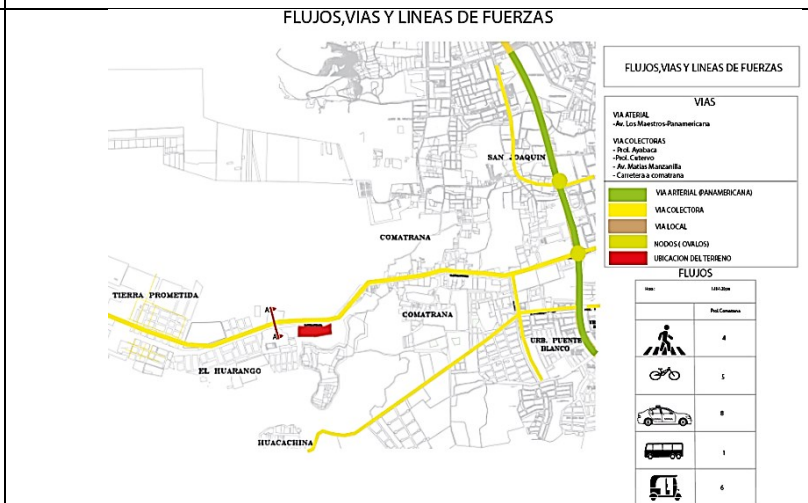 FLUJOS,VIAS Y LINEAS DE FUERZAS
FLUJOS,VIAS Y LINEAS DE FUERZAS
VIAS
VIA ATERIAL
-Av. Los Maestros-Panamericana
VIA COLECTORAS
- Prol. Ayabaca
-Prol. Cutervo
- Av. Matias Manzanilla
- Carretera a comatrana
VIA ARTERIAL (PANAMERICANA)
VIA COLECTORA
VIA LOCAL
NODOS ( OVALOS)
UBICACION DEL TERRENO
SAN JOAQUIN
COMATRANA
TIERRA PROMETIDA
COMATRANA
URB. PUENTE
BLANCO
EL HUARANGO
HUACACHINA
FLUJOS
Prol. Comatrana
4
5
8
1
6